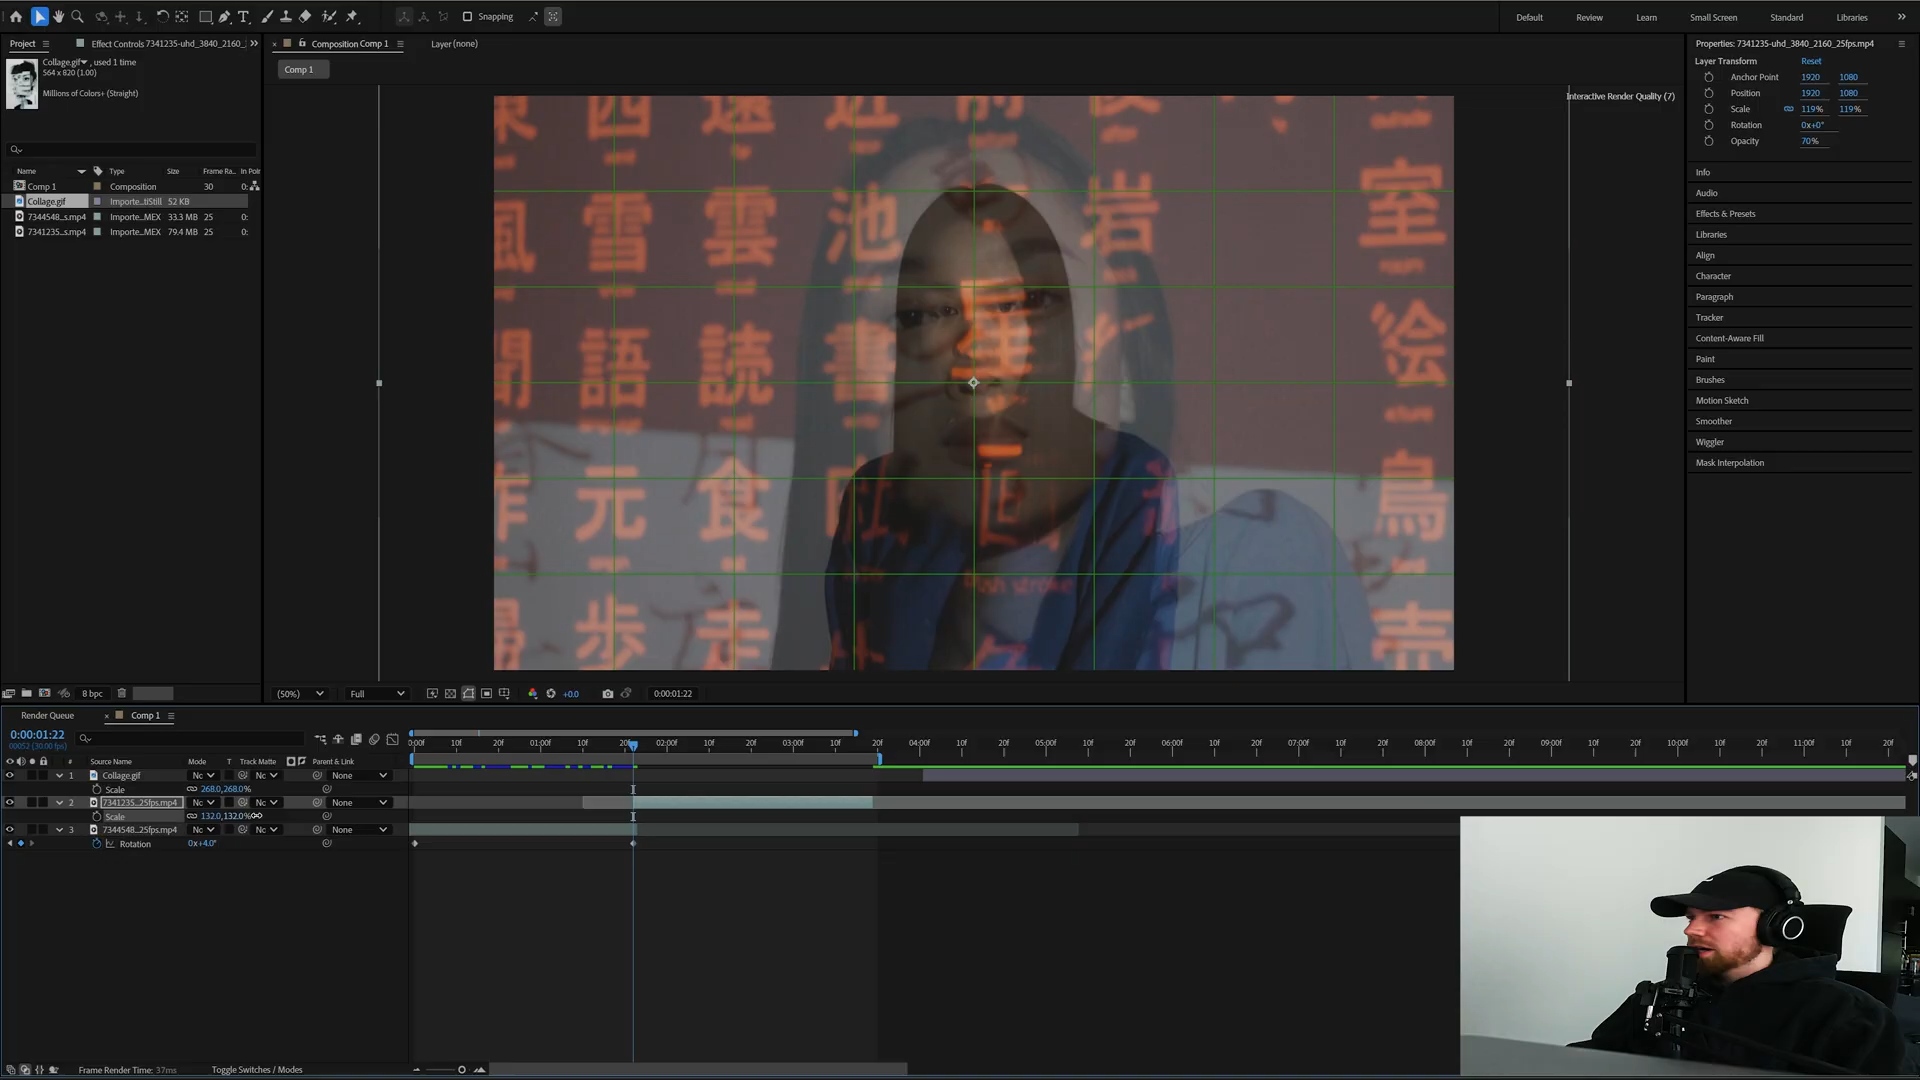 Snapping
Default
Review
Learn
Small Screen
Standard
Libraries
Project
Effect Controls 7341235-uhd_3840_2160_
Composition Comp 1
Layer (none)
Properties: 7341235-uhd_3840_2160_25fps.mp4
Collage.gif , used 1 time
564 x 820 (1.00)
Millions of Colors+ (Straight)
Comp 1
Layer Transform Reset
Anchor Point 1920 1080
Position 1920 1080
Scale 119% 119%
Rotation 0x+0°
Opacity 70%
Interactive Render Quality (7)
Name Type Size Frame Ra... In Poi
Comp 1 Composition 30 0:
Collage.gif Importe...tiStill 52 KB
7344548...s.mp4 Importe...MEX 33.3 MB 25 0:
7341235...s.mp4 Importe...MEX 79.4 MB 25 0:
Info
Audio
Effects & Presets
Libraries
Align
Character
Paragraph
Tracker
Content-Aware Fill
Paint
Brushes
Motion Sketch
Smoother
Wiggler
Mask Interpolation
四 遠 近 前
風 雪 雲 池 岩 室
語 読 書 絵
元 食 鳥
歩 走 売
8 bpc
(50%) Full +0.0 0:00:01:22
Render Queue Comp 1
0:00:01:22
00052 (30.00 fps)
0:00f 10f 20f 01:00f 10f 20f 02:00f 10f 20f 03:00f 10f 20f 04:00f 10f 20f 05:00f 10f 20f 06:00f 10f 20f 07:00f 10f 20f 08:00f 10f 20f 09:00f 10f 20f 10:00f 10f 20f 11:00f 10f 20f
# Source Name Mode T Track Matte Parent & Link
1 Collage.gif Nc Nc None
Scale 268.0,268.0%
2 7341235...25fps.mp4 Nc Nc None
Scale 132.0,132.0%
3 7344548...25fps.mp4 Nc Nc None
Rotation 0x+4.0°
Frame Render Time: 37ms Toggle Switches / Modes